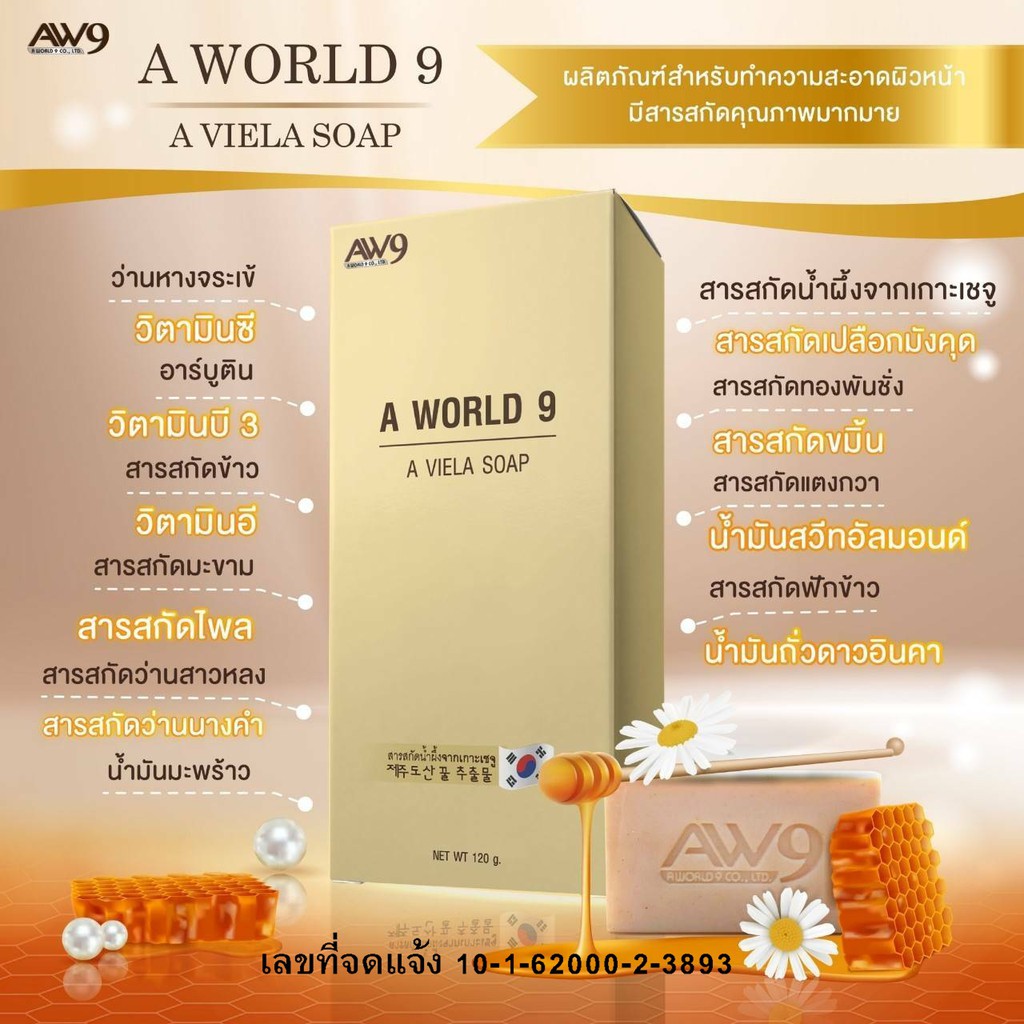 AW9
A WORLD 9 CO., LTD.
A WORLD 9
A VIELA SOAP
ผลิตภัณฑ์สำหรับทำความสะอาดผิวหน้า
มีสารสกัดคุณภาพมากมาย
ว่านหางจระเข้
วิตามินซี
อาร์บูติน
วิตามินบี 3
สารสกัดข้าว
วิตามินอี
สารสกัดมะขาม
สารสกัดไพล
สารสกัดว่านสาวหลง
สารสกัดว่านนางคำ
น้ำมันมะพร้าว
AW9
A WORLD 9 CO., LTD.
A WORLD 9
A VIELA SOAP
สารสกัดน้ำผึ้งจากเกาะเชจู
제주도산 꿀 추출물
NET WT 120 g.
สารสกัดน้ำผึ้งจากเกาะเชจู
สารสกัดเปลือกมังคุด
สารสกัดทองพันชั่ง
สารสกัดขมิ้น
สารสกัดแตงกวา
น้ำมันสวีทอัลมอนด์
สารสกัดฟักข้าว
น้ำมันถั่วดาวอินคา
AW9
A WORLD 9 CO., LTD.
เลขที่จดแจ้ง 10-1-62000-2-3893